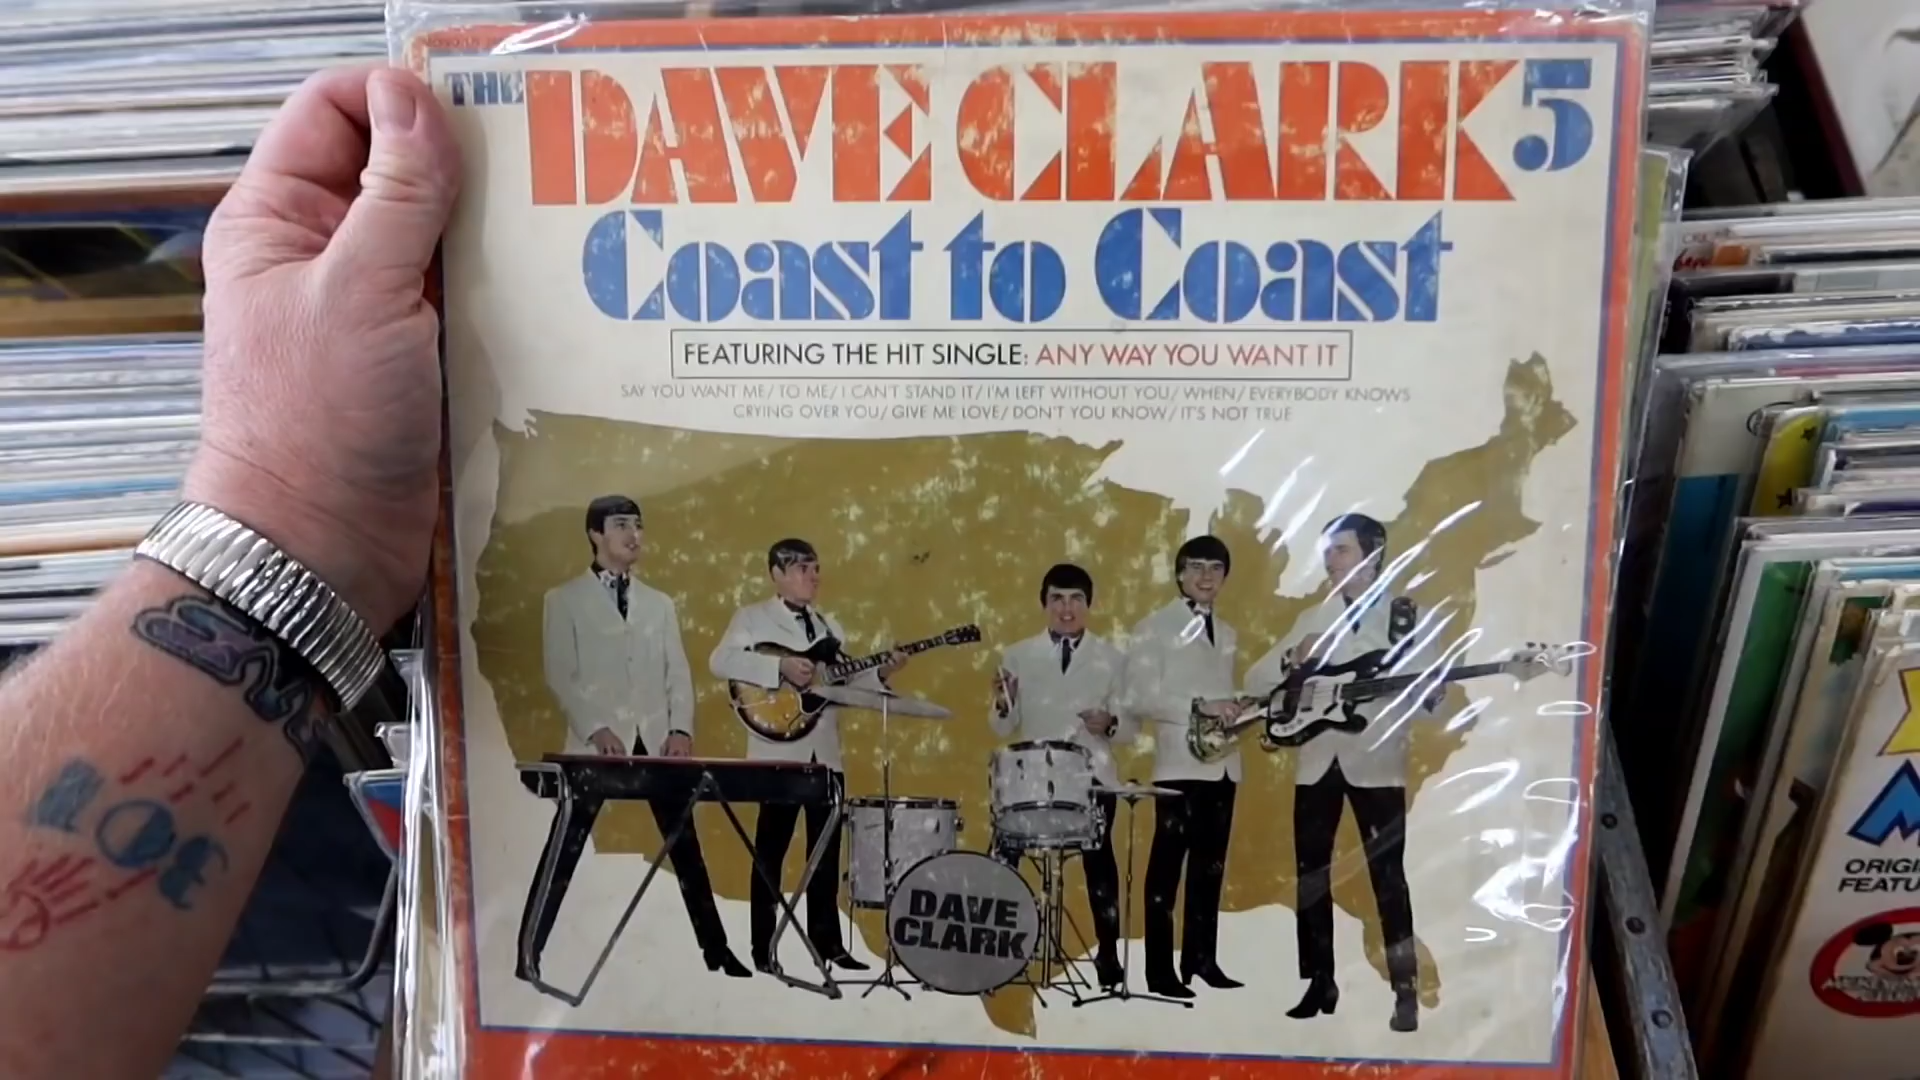 THE DAVE CLARK 5
Coast to Coast
FEATURING THE HIT SINGLE: ANY WAY YOU WANT IT
SAY YOU WANT ME/ TO ME/ I CAN'T STAND IT/ I'M LEFT WITHOUT YOU/ WHEN/ EVERYBODY KNOWS
CRYING OVER YOU/ GIVE ME LOVE/ DON'T YOU KNOW/ IT'S NOT TRUE
DAVE
CLARK